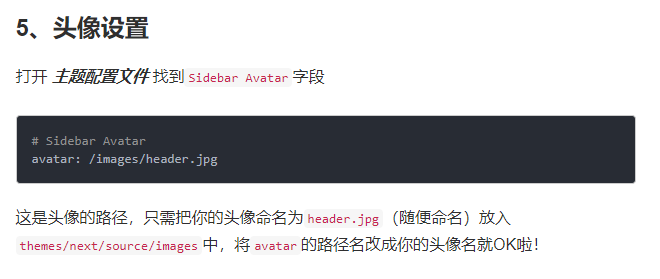 5、头像设置
打开 主题配置文件 找到 Sidebar Avatar 字段
# Sidebar Avatar
avatar: /images/header.jpg
这是头像的路径，只需把你的头像命名为 header.jpg （随便命名）放入
themes/next/source/images 中，将 avatar 的路径名改成你的头像名就OK啦！